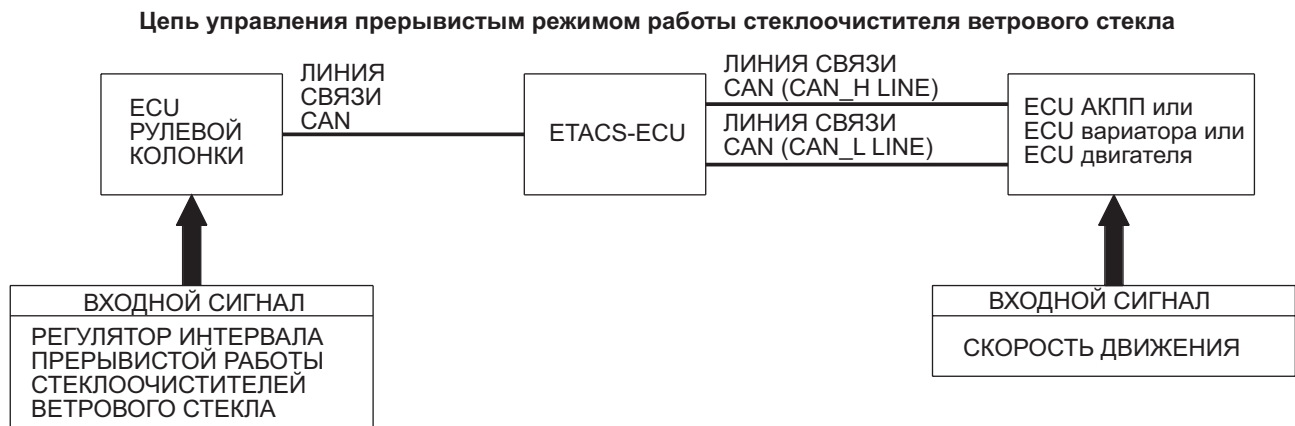 Цепь управления прерывистым режимом работы стеклоочистителя ветрового стекла
ECU
РУЛЕВОЙ
КОЛОНКИ
ЛИНИЯ
СВЯЗИ
CAN
ETACS-ECU
ЛИНИЯ СВЯЗИ
CAN (CAN_H LINE)
ЛИНИЯ СВЯЗИ
CAN (CAN_L LINE)
ECU АКПП или
ECU вариатора или
ECU двигателя
ВХОДНОЙ СИГНАЛ
РЕГУЛЯТОР ИНТЕРВАЛА
ПРЕРЫВИСТОЙ РАБОТЫ
СТЕКЛООЧИСТИТЕЛЕЙ
ВЕТРОВОГО СТЕКЛА
ВХОДНОЙ СИГНАЛ
СКОРОСТЬ ДВИЖЕНИЯ